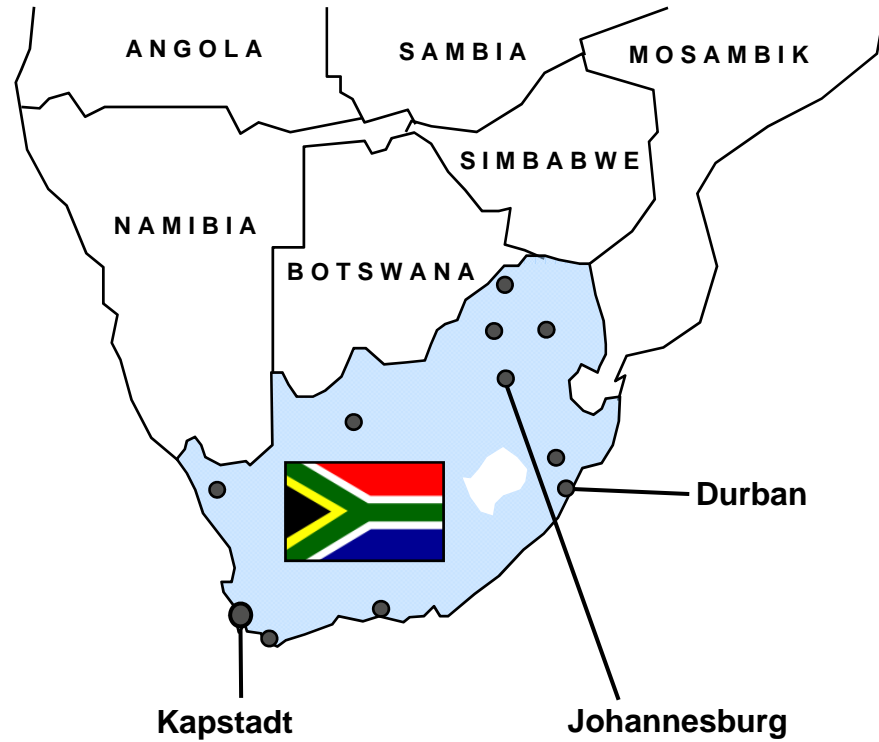 ANGOLA
SAMBIA
MOSAMBIK
SIMBABWE
NAMIBIA
BOTSWANA
Durban
Kapstadt
Johannesburg